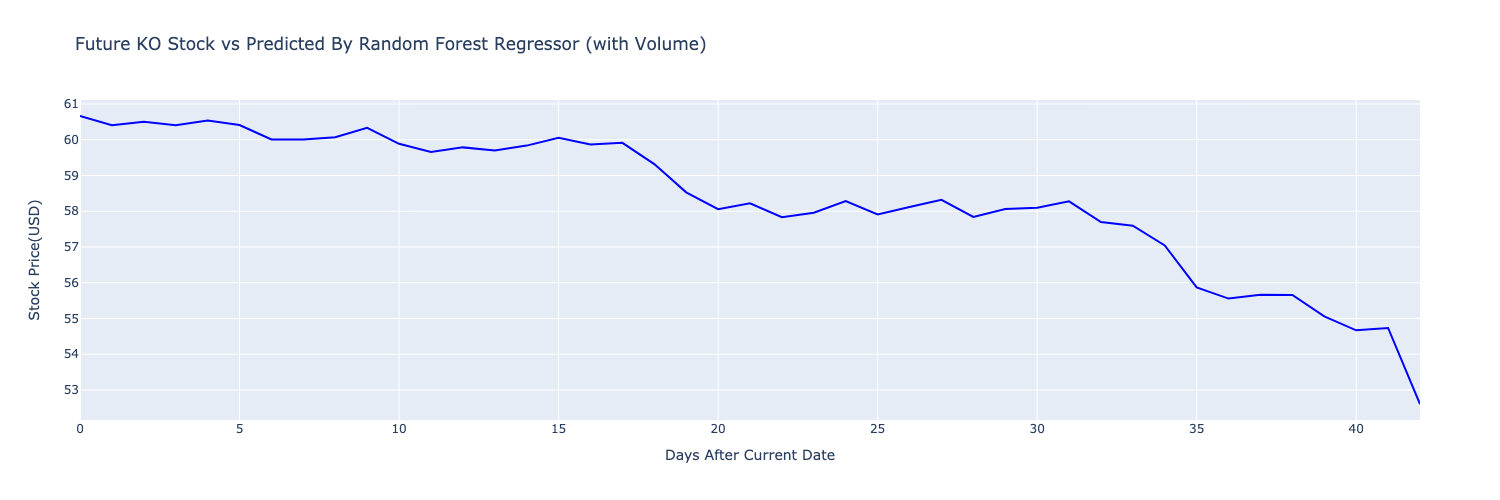 Future KO Stock vs Predicted By Random Forest Regressor (with Volume)
Stock Price(USD)
61
60
59
58
57
56
55
54
53
0 5 10 15 20 25 30 35 40
Days After Current Date